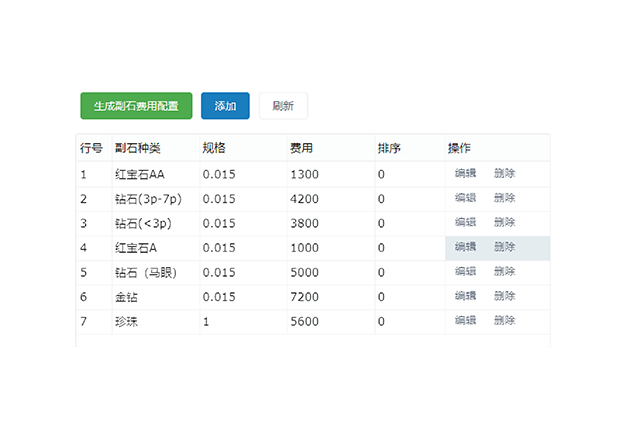 生成副石费用配置 添加 刷新
行号 副石种类 规格 费用 排序 操作
1 红宝石AA 0.015 1300 0 编辑 删除
2 钻石(3p-7p) 0.015 4200 0 编辑 删除
3 钻石(<3p) 0.015 3800 0 编辑 删除
4 红宝石A 0.015 1000 0 编辑 删除
5 钻石（马眼） 0.015 5000 0 编辑 删除
6 金钻 0.015 7200 0 编辑 删除
7 珍珠 1 5600 0 编辑 删除